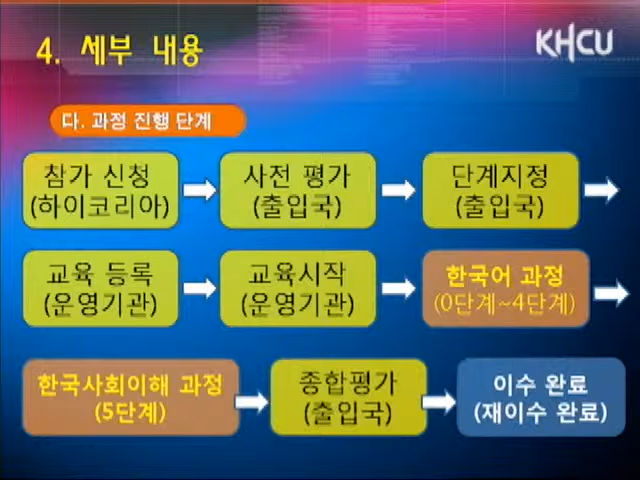 4. 세부 내용
KHCU
다. 과정 진행 단계
참가 신청
(하이코리아)
사전 평가
(출입국)
단계지정
(출입국)
교육 등록
(운영기관)
교육시작
(운영기관)
한국어 과정
(0단계~4단계)
한국사회이해 과정
(5단계)
종합평가
(출입국)
이수 완료
(재이수 완료)